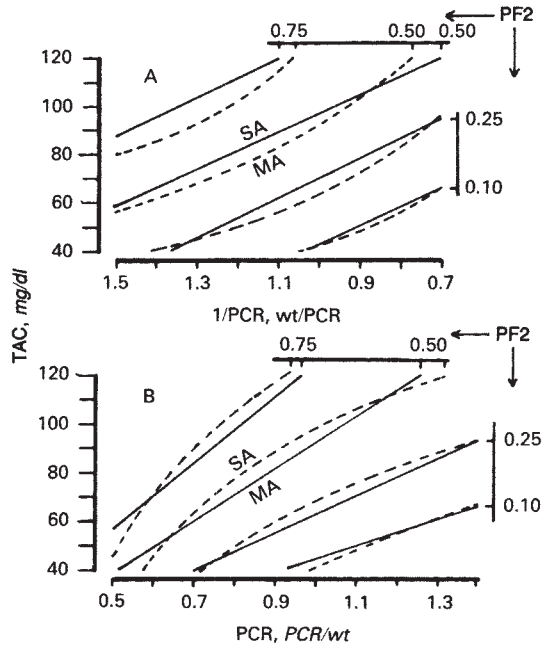 0.75 0.50 0.50 PF2
120 A
100 0.25
SA
80 MA
60 0.10
40
1.5 1.3 1.1 0.9 0.7
1/PCR, wt/PCR
TAC, mg/dl
0.75 0.50 PF2
120 B
100
0.25
80 SA
MA
60 0.10
40
0.5 0.7 0.9 1.1 1.3
PCR, PCR/wt